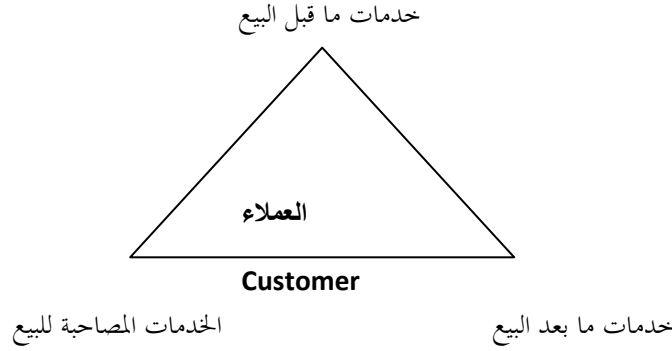 خدمات ما قبل البيع
العملاء
Customer
خدمات ما بعد البيع
الخدمات المصاحبة للبيع